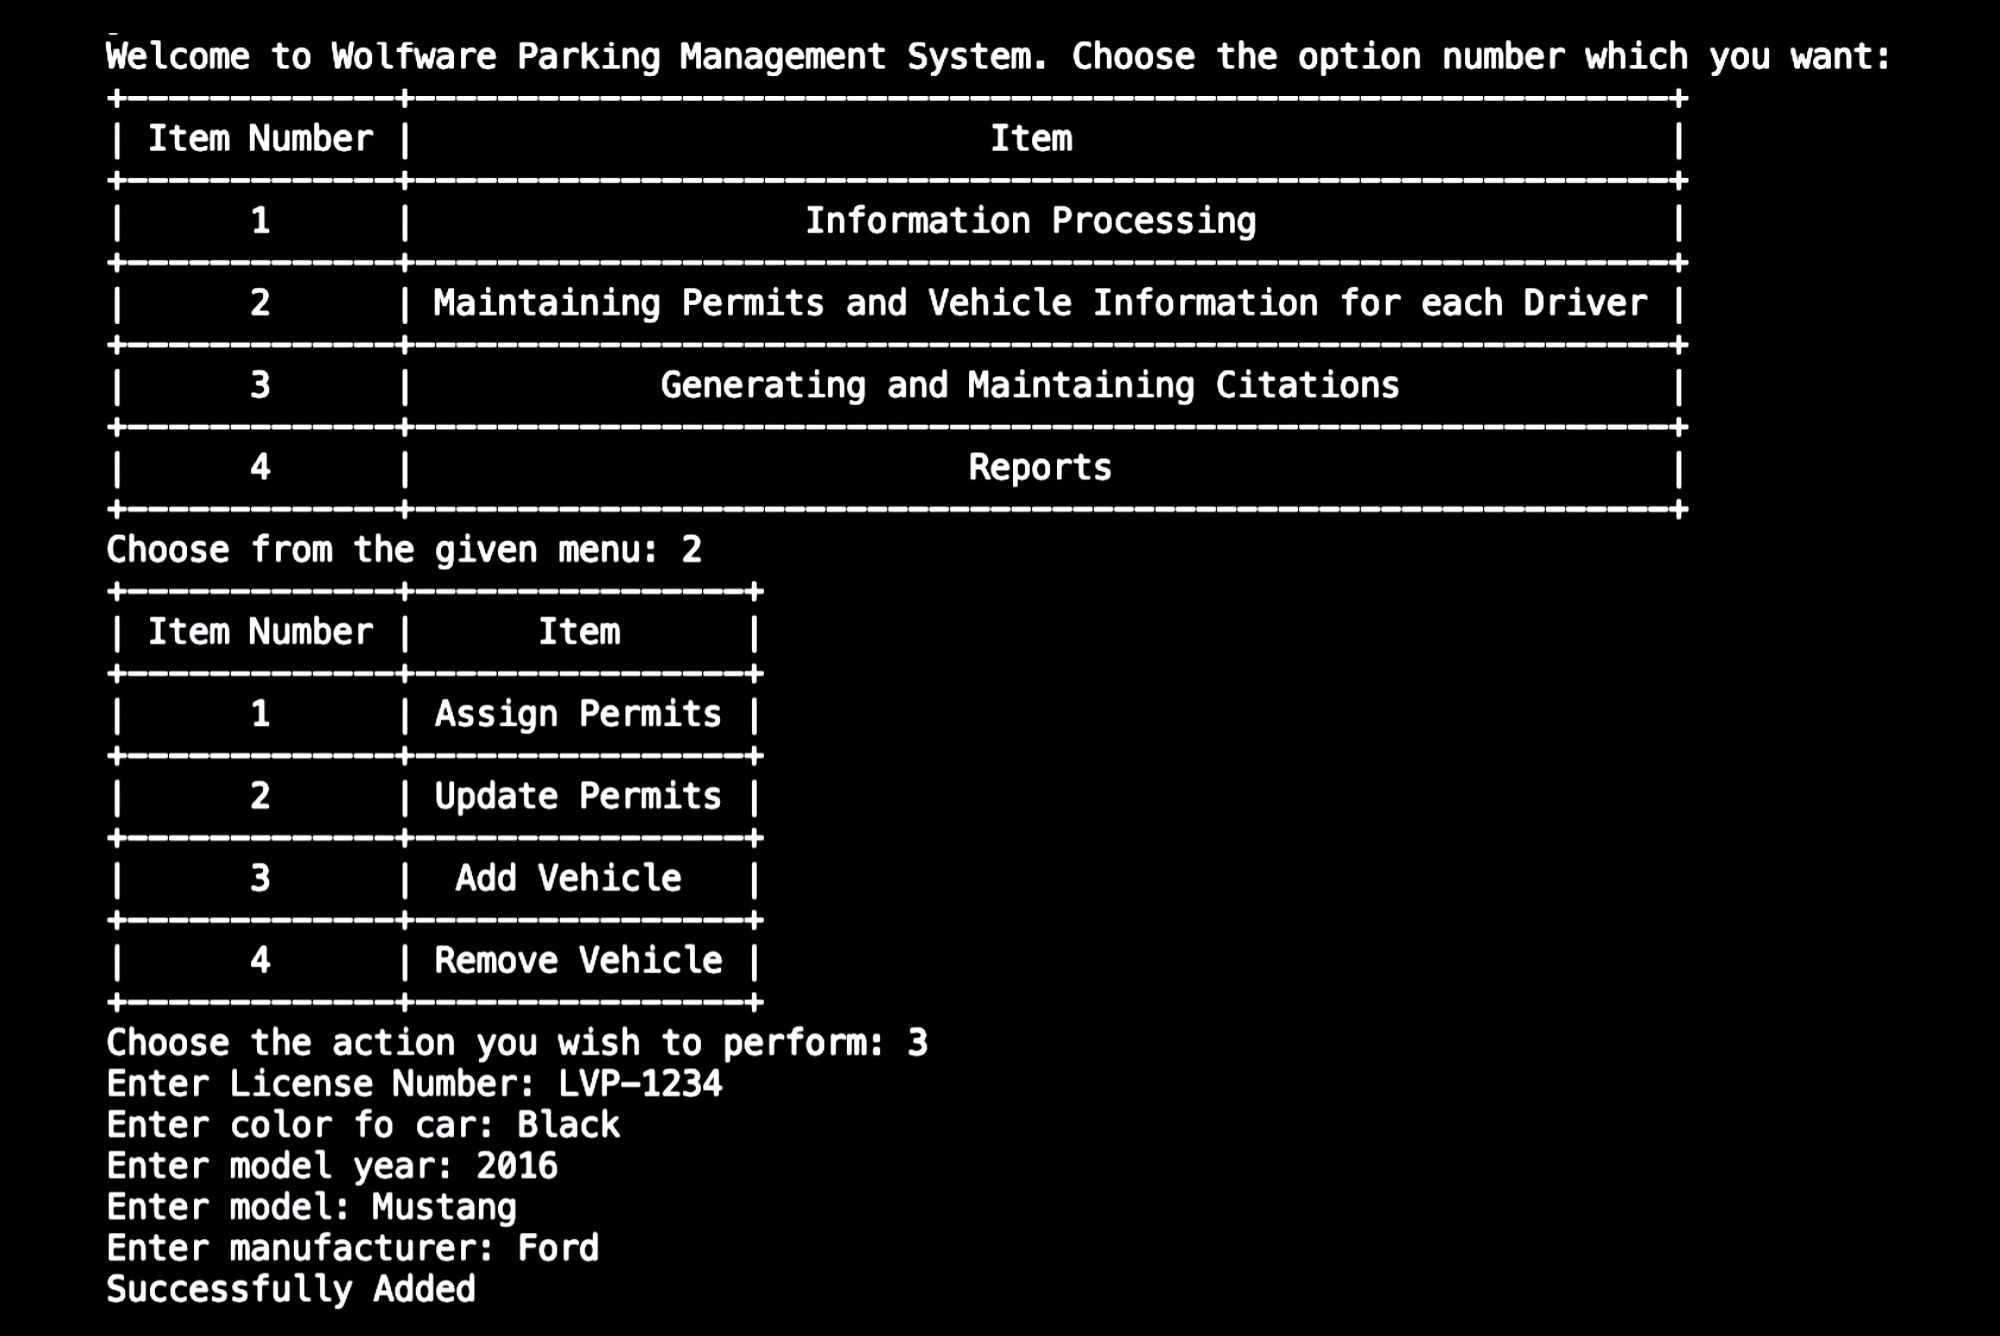 Welcome to Wolfware Parking Management System. Choose the option number which you want:
+-------------+-------------------------------------------------------------+
| Item Number |                            Item                             |
+-------------+-------------------------------------------------------------+
|      1      |                   Information Processing                    |
+-------------+-------------------------------------------------------------+
|      2      | Maintaining Permits and Vehicle Information for each Driver |
+-------------+-------------------------------------------------------------+
|      3      |            Generating and Maintaining Citations             |
+-------------+-------------------------------------------------------------+
|      4      |                           Reports                           |
+-------------+-------------------------------------------------------------+
Choose from the given menu: 2
+-------------+----------------+
| Item Number |      Item      |
+-------------+----------------+
|      1      | Assign Permits |
+-------------+----------------+
|      2      | Update Permits |
+-------------+----------------+
|      3      |  Add Vehicle   |
+-------------+----------------+
|      4      | Remove Vehicle |
+-------------+----------------+
Choose the action you wish to perform: 3
Enter License Number: LVP-1234
Enter color fo car: Black
Enter model year: 2016
Enter model: Mustang
Enter manufacturer: Ford
Successfully Added